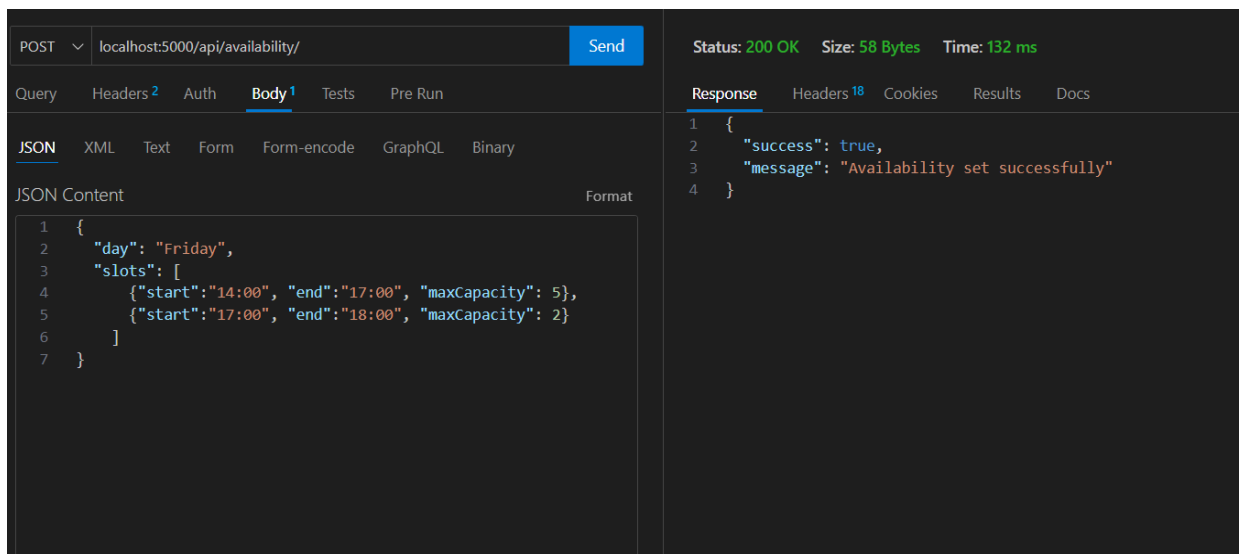 POST localhost:5000/api/availability/ Send
Query Headers 2 Auth Body 1 Tests Pre Run
JSON XML Text Form Form-encode GraphQL Binary
JSON Content Format
1 {
2 "day": "Friday",
3 "slots": [
4 {"start":"14:00", "end":"17:00", "maxCapacity": 5},
5 {"start":"17:00", "end":"18:00", "maxCapacity": 2}
6 ]
7 }
Status: 200 OK Size: 58 Bytes Time: 132 ms
Response Headers 18 Cookies Results Docs
1 {
2 "success": true,
3 "message": "Availability set successfully"
4 }